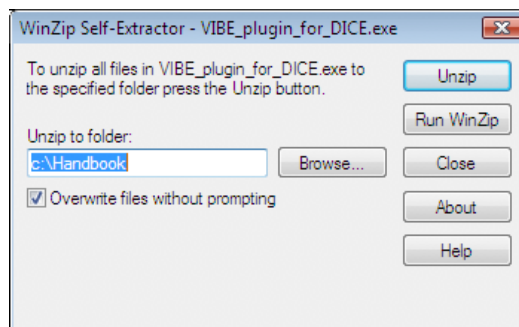 WinZip Self-Extractor - VIBE_plugin_for_DICE.exe
To unzip all files in VIBE_plugin_for_DICE.exe to
the specified folder press the Unzip button.
Unzip to folder:
c:\Handbook
Browse...
Overwrite files without prompting
Unzip
Run WinZip
Close
About
Help